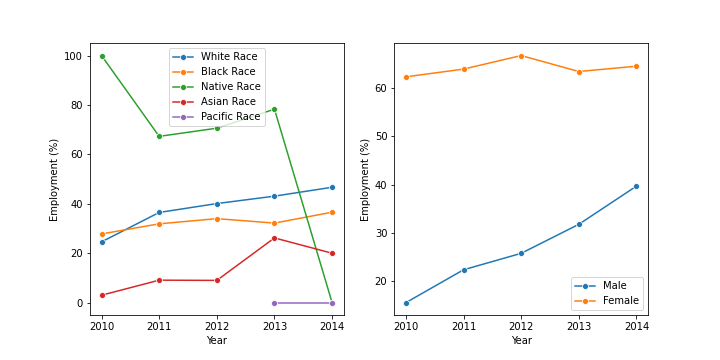 White Race
Black Race
Native Race
Asian Race
Pacific Race
100
80
60
40
20
0
Employment (%)
2010 2011 2012 2013 2014
Year
60
50
40
30
20
Employment (%)
Male
Female
2010 2011 2012 2013 2014
Year